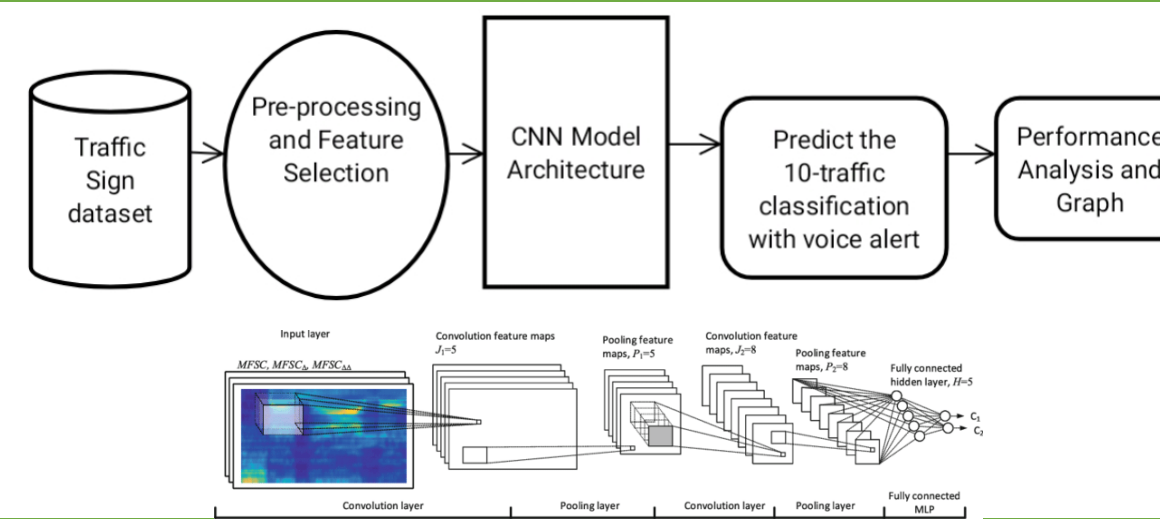 Traffic
Sign
dataset
Pre-processing
and Feature
Selection
CNN Model
Architecture
Predict the
10-traffic
classification
with voice alert
Performance
Analysis and
Graph
Input layer
MFSC, MFSC_Δ, MFSC_ΔΔ
Convolution feature maps
J₁=5
Pooling feature
maps, P₁=5
Convolution feature
maps, J₂=8
Pooling feature
maps, P₂=8
Fully connected
hidden layer, H=5
C₁
C₂
Convolution layer
Pooling layer
Convolution layer
Pooling layer
Fully connected
MLP